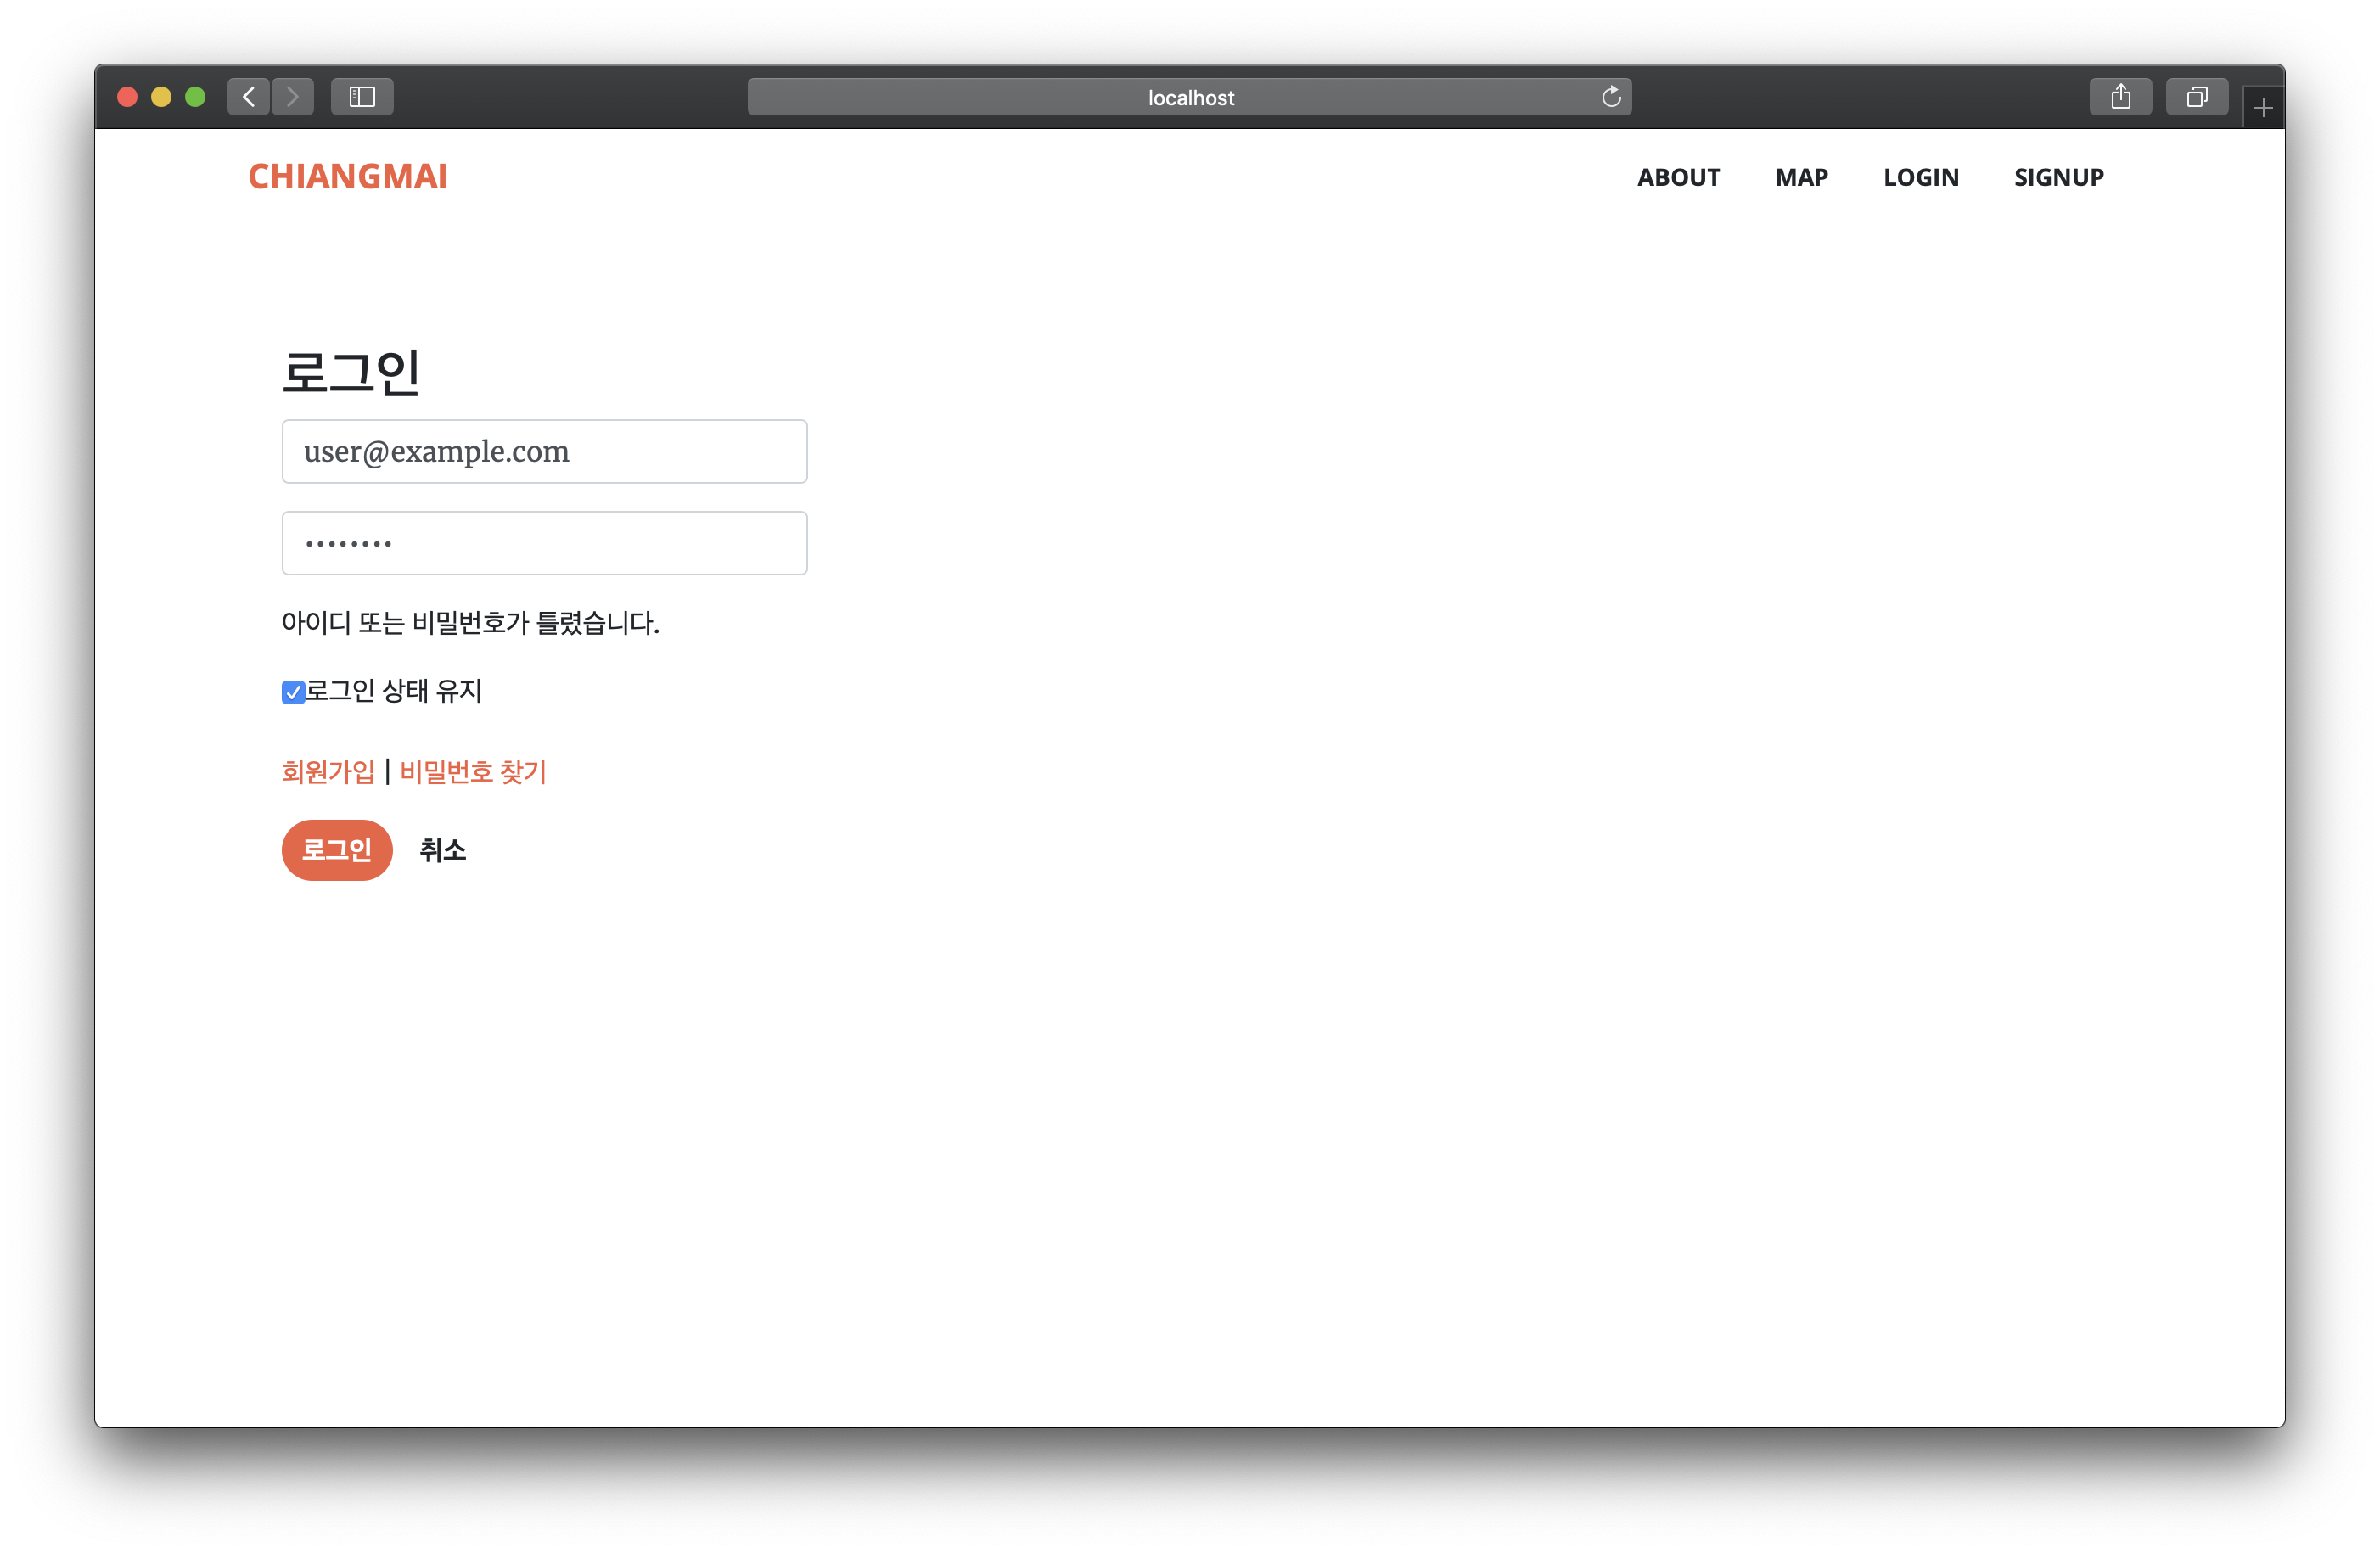 localhost
CHIANGMAI ABOUT MAP LOGIN SIGNUP
로그인
user@example.com
••••••••
아이디 또는 비밀번호가 틀렸습니다.
로그인 상태 유지
회원가입 | 비밀번호 찾기
로그인 취소